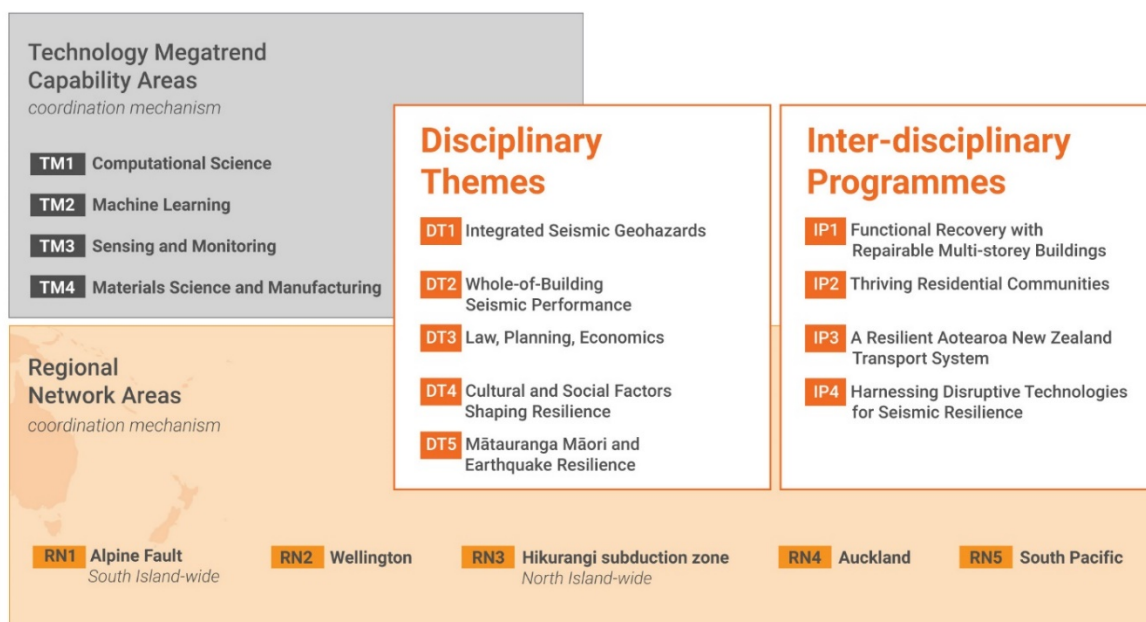 Technology Megatrend
Capability Areas
coordination mechanism
TM1 Computational Science
TM2 Machine Learning
TM3 Sensing and Monitoring
TM4 Materials Science and Manufacturing
Disciplinary
Themes
DT1 Integrated Seismic Geohazards
DT2 Whole-of-Building
Seismic Performance
DT3 Law, Planning, Economics
DT4 Cultural and Social Factors
Shaping Resilience
DT5 Mātauranga Māori and
Earthquake Resilience
Inter-disciplinary
Programmes
IP1 Functional Recovery with
Repairable Multi-storey Buildings
IP2 Thriving Residential Communities
IP3 A Resilient Aotearoa New Zealand
Transport System
IP4 Harnessing Disruptive Technologies
for Seismic Resilience
Regional
Network Areas
coordination mechanism
RN1 Alpine Fault
South Island-wide
RN2 Wellington
RN3 Hikurangi subduction zone
North Island-wide
RN4 Auckland
RN5 South Pacific